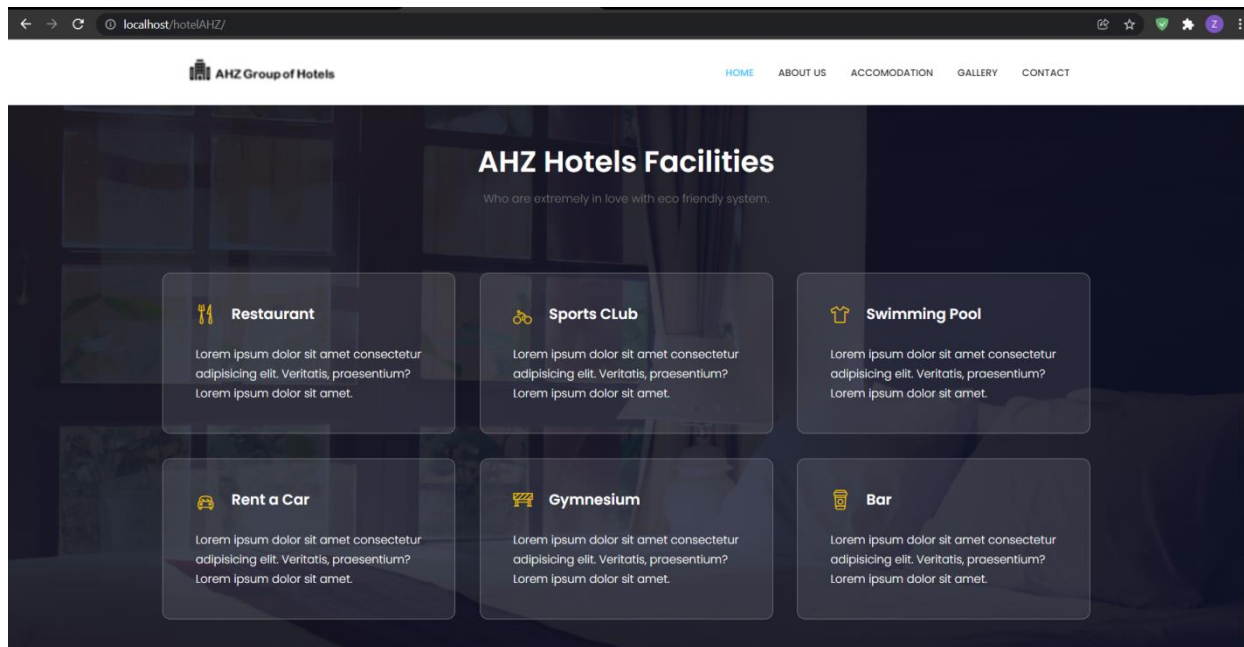 localhost/hotelAHZ/
Z
AHZ Group of Hotels
HOME ABOUT US ACCOMODATION GALLERY CONTACT
AHZ Hotels Facilities
Who are extremely in love with eco friendly system.
Restaurant
Lorem ipsum dolor sit amet consectetur
adipisicing elit. Veritatis, praesentium?
Lorem ipsum dolor sit amet.
Sports CLub
Lorem ipsum dolor sit amet consectetur
adipisicing elit. Veritatis, praesentium?
Lorem ipsum dolor sit amet.
Swimming Pool
Lorem ipsum dolor sit amet consectetur
adipisicing elit. Veritatis, praesentium?
Lorem ipsum dolor sit amet.
Rent a Car
Lorem ipsum dolor sit amet consectetur
adipisicing elit. Veritatis, praesentium?
Lorem ipsum dolor sit amet.
Gymnesium
Lorem ipsum dolor sit amet consectetur
adipisicing elit. Veritatis, praesentium?
Lorem ipsum dolor sit amet.
Bar
Lorem ipsum dolor sit amet consectetur
adipisicing elit. Veritatis, praesentium?
Lorem ipsum dolor sit amet.